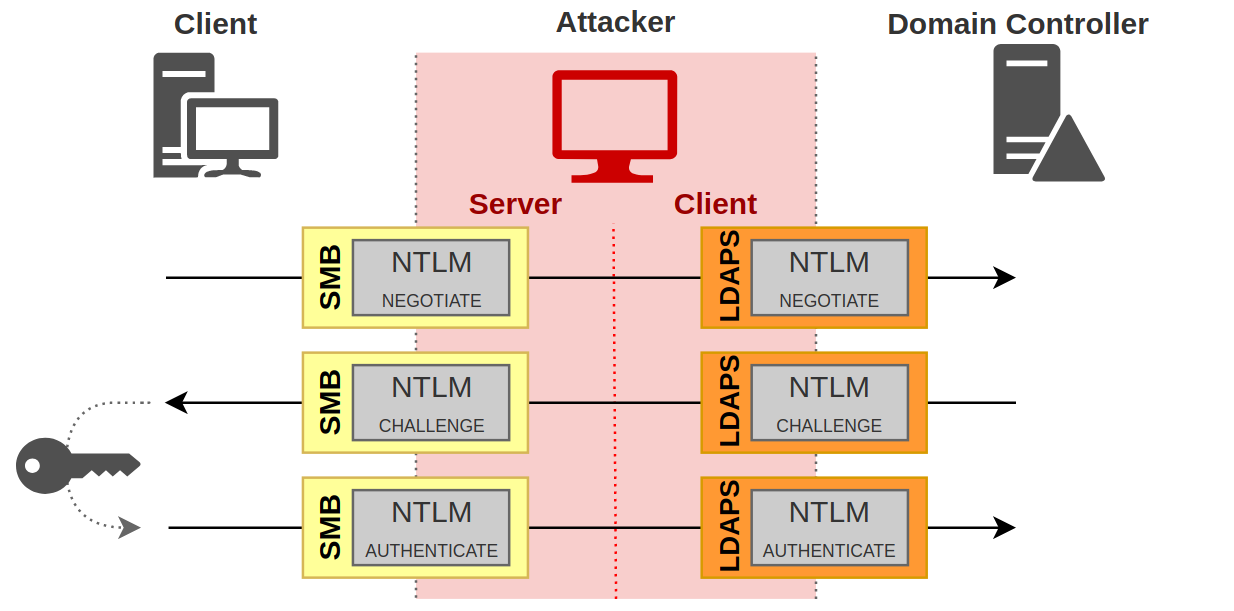 Client
Attacker
Domain Controller
Server
Client
SMB
NTLM
NEGOTIATE
LDAPS
NTLM
NEGOTIATE
SMB
NTLM
CHALLENGE
LDAPS
NTLM
CHALLENGE
SMB
NTLM
AUTHENTICATE
LDAPS
NTLM
AUTHENTICATE